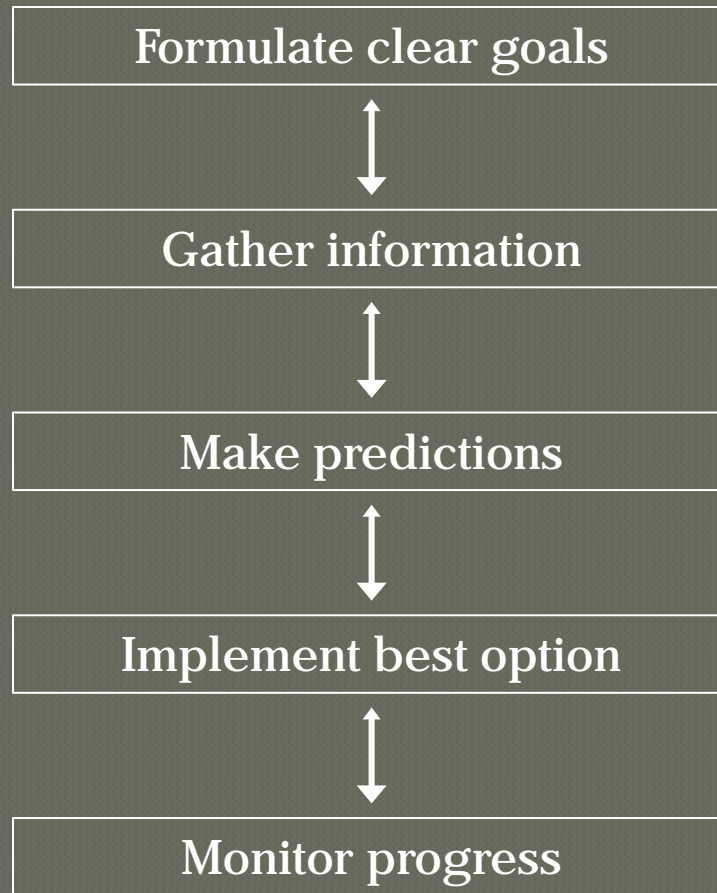 Formulate clear goals
Gather information
Make predictions
Implement best option
Monitor progress